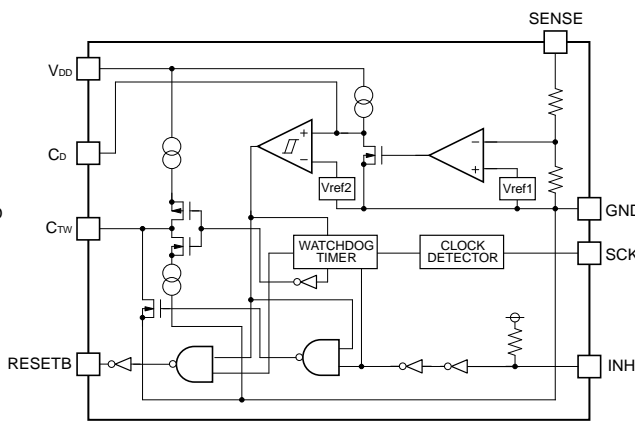 SENSE
VDD
CD
CTW
RESETB
GND
SCK
INH
+
−
Vref2
−
+
Vref1
WATCHDOG
TIMER
CLOCK
DETECTOR